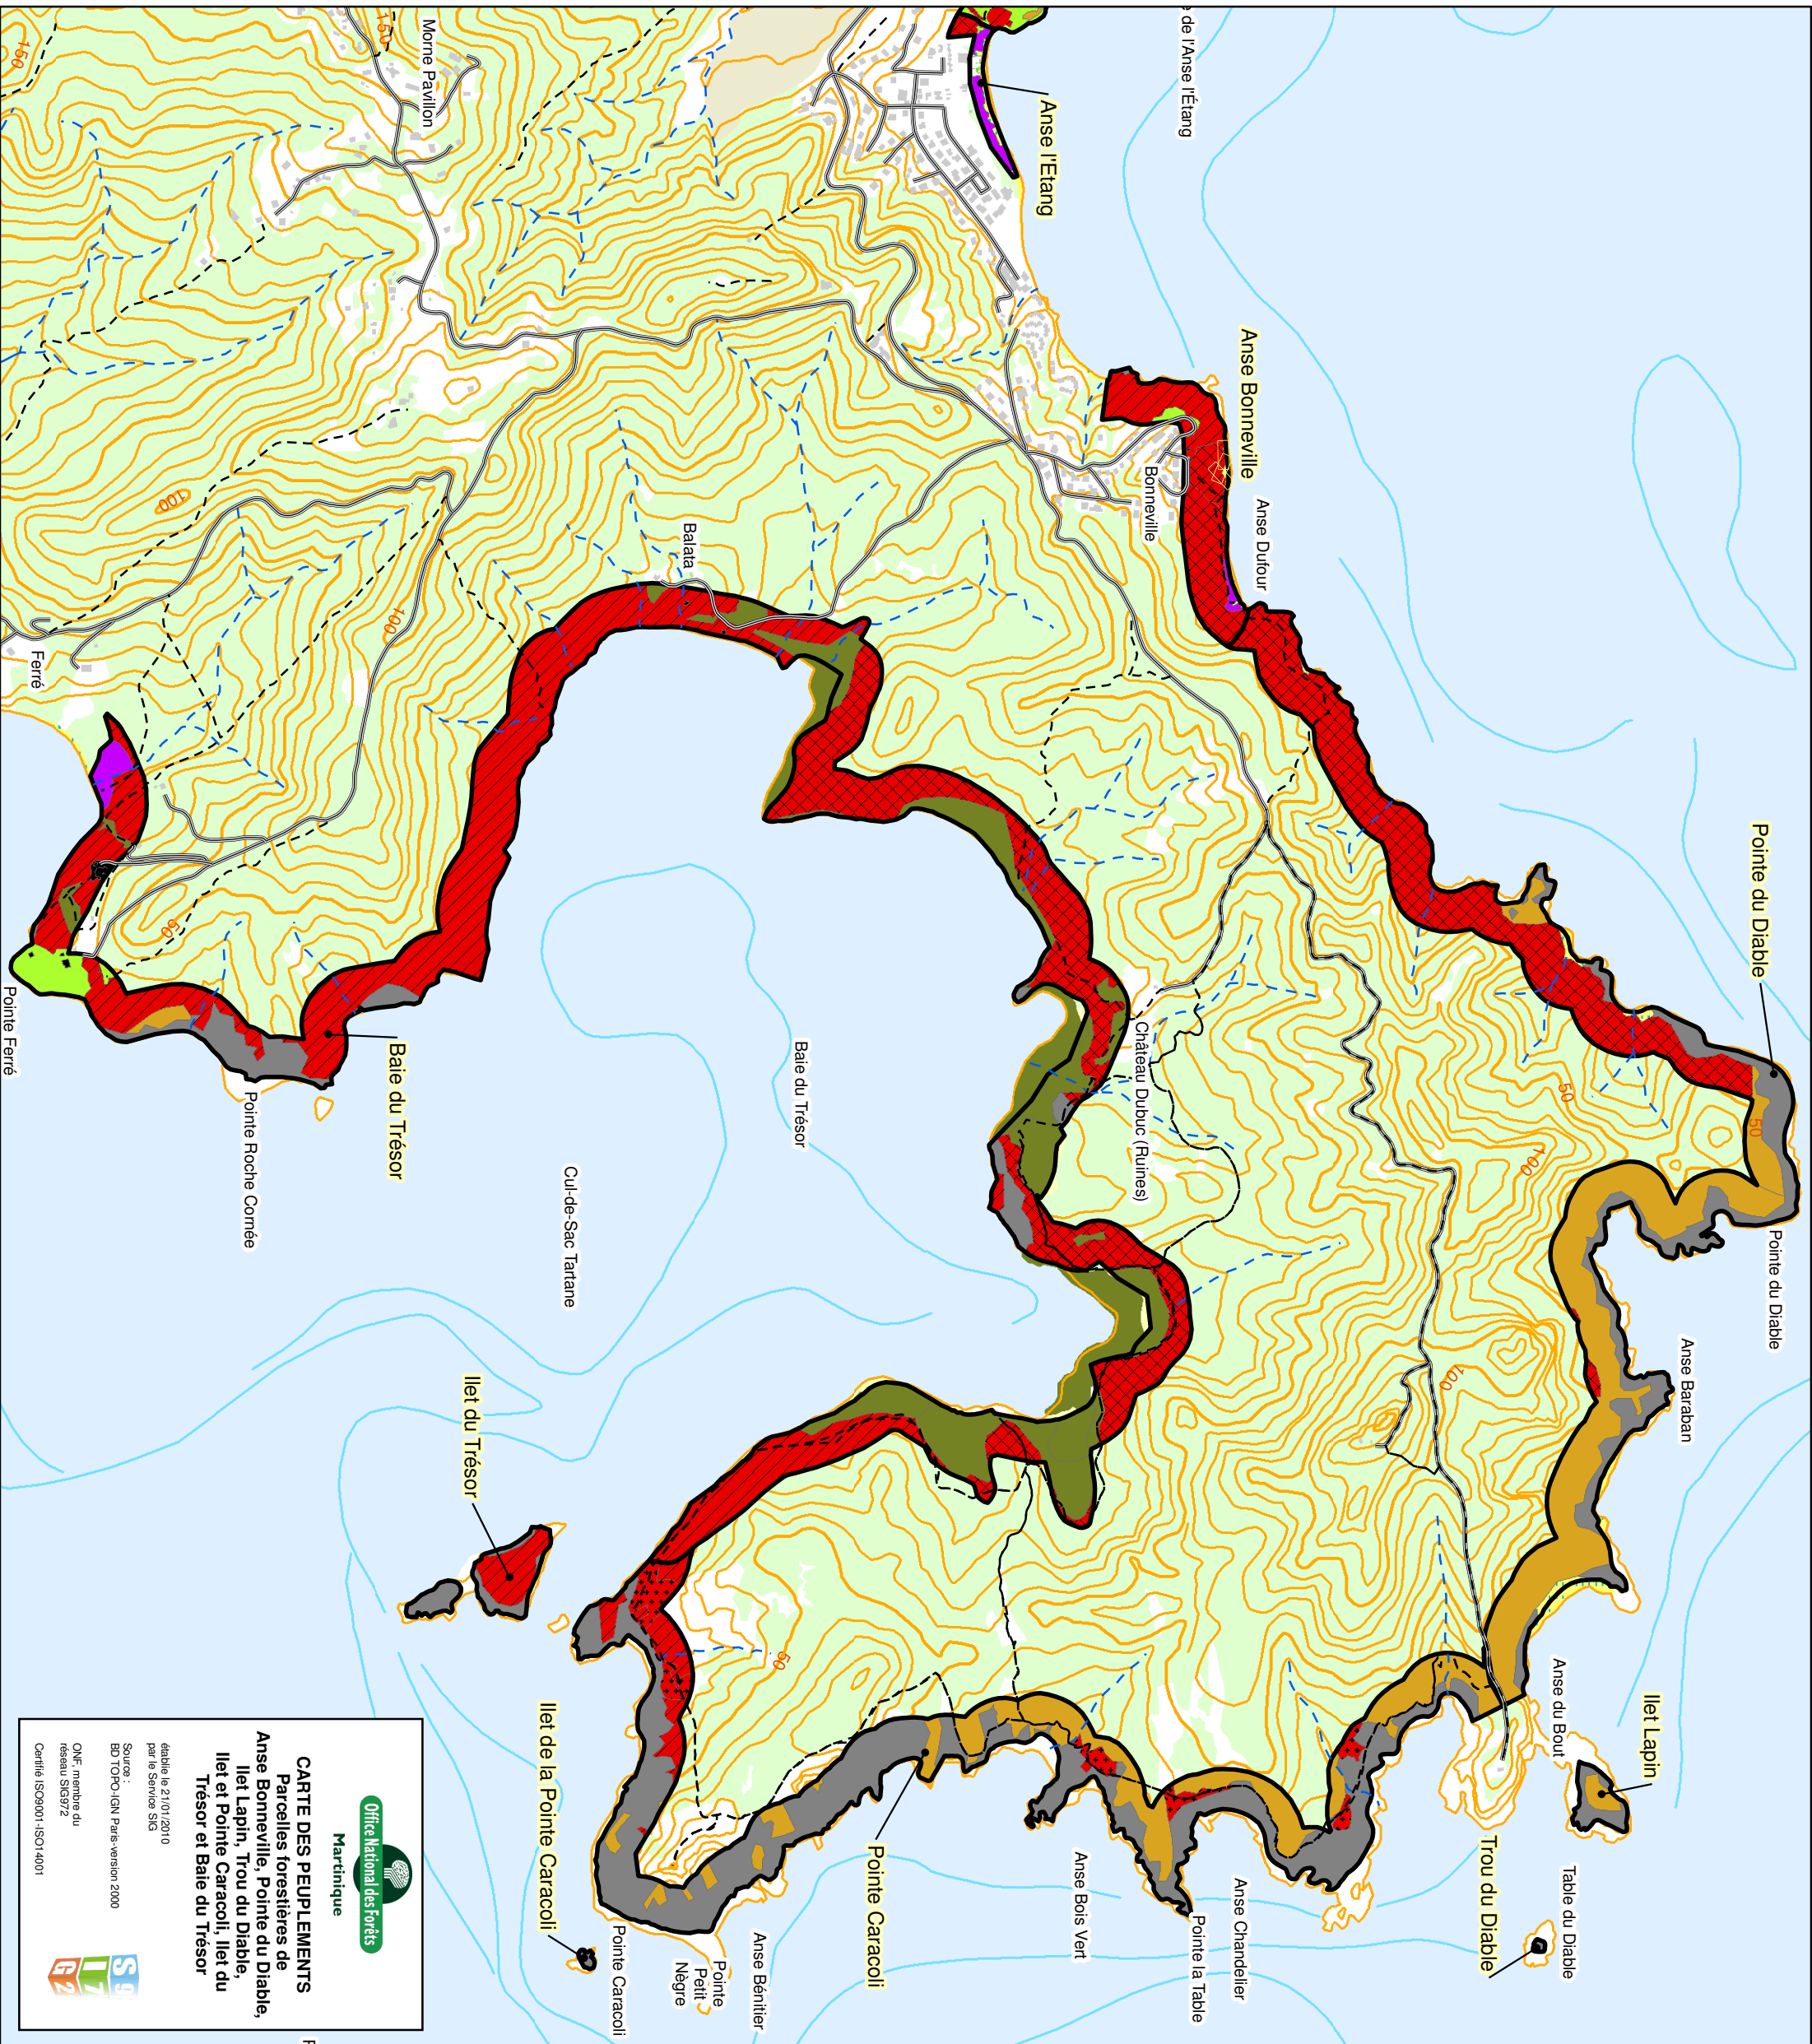 e de l'Anse l'Étang
Anse l'Etang
Morne Pavillon
150
150
Anse Bonneville
Anse Dufour
Bonneville
Balata
100
100
Ferré
Pointe du Diable
Pointe du Diable
50
50
100
100
Anse Baraban
Château Dubuc (Ruines)
Baie du Trésor
Cul-de-Sac Tartane
Baie du Trésor
Pointe Roche Cornée
50
Pointe Ferré
Ilet du Trésor
50
Ilet Lapin
Anse du Bout
Table du Diable
Trou du Diable
Anse Chandelier
Pointe la Table
Anse Bois Vert
Pointe Caracoli
Anse Bénitier
Pointe
Petit
Nègre
Pointe Caracoli
Ilet de la Pointe Caracoli
Office National des Forêts
Martinique
CARTE DES PEUPLEMENTS
Parcelles forestières de
Anse Bonneville, Pointe du Diable,
Ilet Lapin, Trou du Diable,
Ilet et Pointe Caracoli, Ilet du
Trésor et Baie du Trésor
établie le 21/01/2010
par le Service SIG
Source :
BD TOPO-IGN Paris-version 2000
ONF, membre du
réseau SIG972
Certifié ISO9001-ISO14001